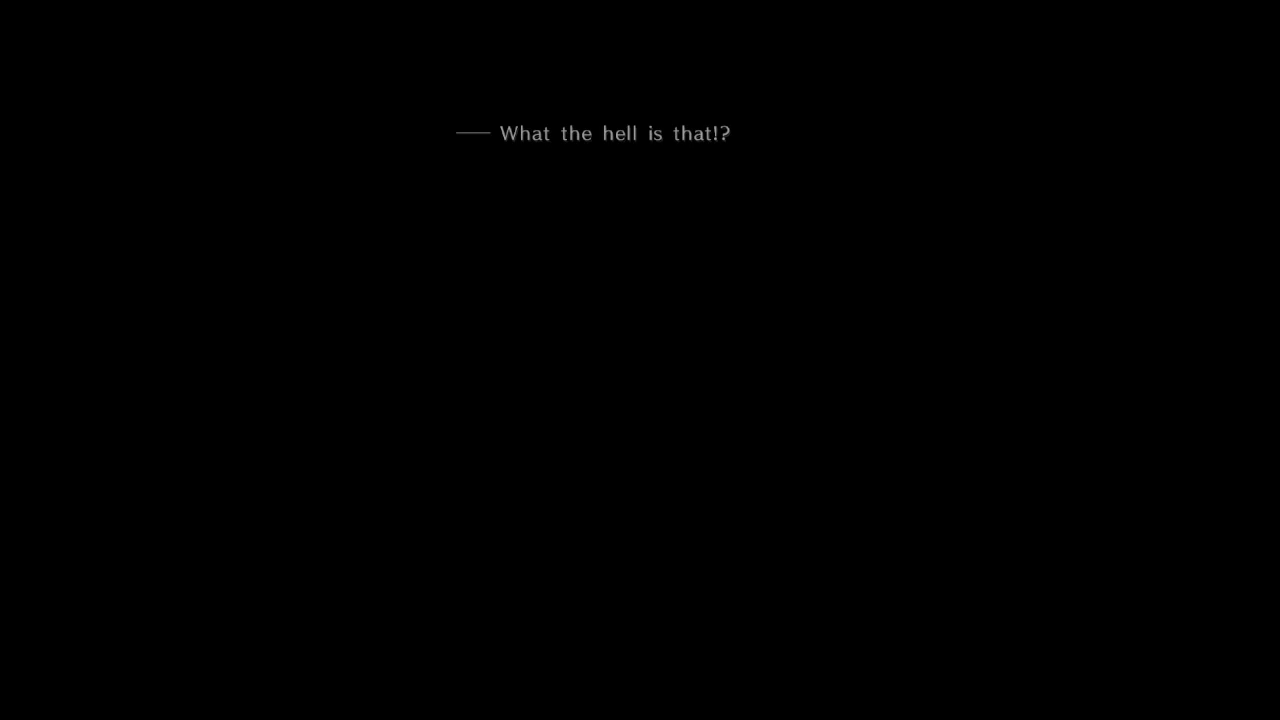 ── What the hell is that!?